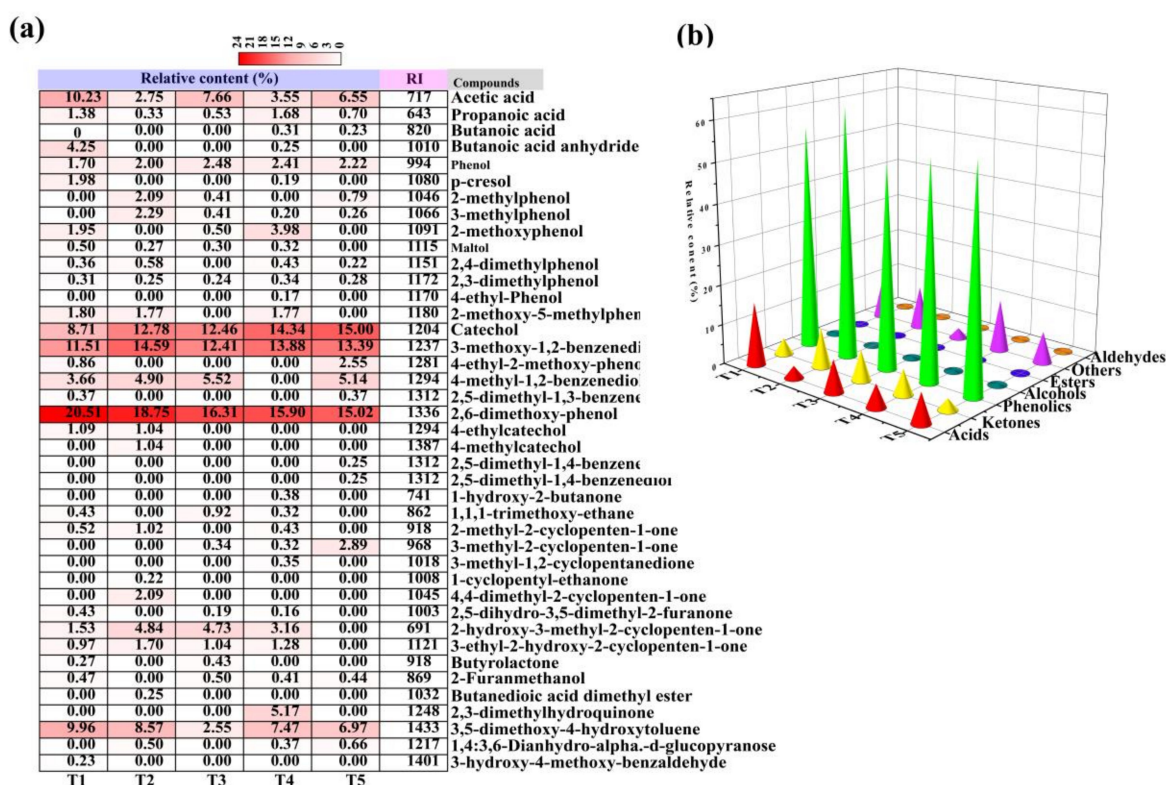 (a)
24 21 18 15 12 9 6 3 0
Relative content (%) RI Compounds
10.23 2.75 7.66 3.55 6.55 717 Acetic acid
1.38 0.33 0.53 1.68 0.70 643 Propanoic acid
0 0.00 0.00 0.31 0.23 820 Butanoic acid
4.25 0.00 0.00 0.25 0.00 1010 Butanoic acid anhydride
1.70 2.00 2.48 2.41 2.22 994 Phenol
1.98 0.00 0.00 0.19 0.00 1080 p-cresol
0.00 2.09 0.41 0.00 0.79 1046 2-methylphenol
0.00 2.29 0.41 0.20 0.26 1066 3-methylphenol
1.95 0.00 0.50 3.98 0.00 1091 2-methoxyphenol
0.50 0.27 0.30 0.32 0.00 1115 Maltol
0.36 0.58 0.00 0.43 0.22 1151 2,4-dimethylphenol
0.31 0.25 0.24 0.34 0.28 1172 2,3-dimethylphenol
0.00 0.00 0.00 0.17 0.00 1170 4-ethyl-Phenol
1.80 1.77 0.00 1.77 0.00 1180 2-methoxy-5-methylphen
8.71 12.78 12.46 14.34 15.00 1204 Catechol
11.51 14.59 12.41 13.88 13.39 1237 3-methoxy-1,2-benzenedi
0.86 0.00 0.00 0.00 2.55 1281 4-ethyl-2-methoxy-pheno
3.66 4.90 5.52 0.00 5.14 1294 4-methyl-1,2-benzenediol
0.37 0.00 0.00 0.00 0.37 1312 2,5-dimethyl-1,3-benzene
20.51 18.75 16.31 15.90 15.02 1336 2,6-dimethoxy-phenol
1.09 1.04 0.00 0.00 0.00 1294 4-ethylcatechol
0.00 1.04 0.00 0.00 0.00 1387 4-methylcatechol
0.00 0.00 0.00 0.00 0.25 1312 2,5-dimethyl-1,4-benzene
0.00 0.00 0.00 0.00 0.25 1312 2,5-dimethyl-1,4-benzenediol
0.00 0.00 0.00 0.38 0.00 741 1-hydroxy-2-butanone
0.43 0.00 0.92 0.32 0.00 862 1,1,1-trimethoxy-ethane
0.52 1.02 0.00 0.43 0.00 918 2-methyl-2-cyclopenten-1-one
0.00 0.00 0.34 0.32 2.89 968 3-methyl-2-cyclopenten-1-one
0.00 0.00 0.00 0.35 0.00 1018 3-methyl-1,2-cyclopentanedione
0.00 0.22 0.00 0.00 0.00 1008 1-cyclopentyl-ethanone
0.00 2.09 0.00 0.00 0.00 1045 4,4-dimethyl-2-cyclopenten-1-one
0.43 0.00 0.19 0.16 0.00 1003 2,5-dihydro-3,5-dimethyl-2-furanone
1.53 4.84 4.73 3.16 0.00 691 2-hydroxy-3-methyl-2-cyclopenten-1-one
0.97 1.70 1.04 1.28 0.00 1121 3-ethyl-2-hydroxy-2-cyclopenten-1-one
0.27 0.00 0.43 0.00 0.00 918 Butyrolactone
0.47 0.00 0.50 0.41 0.44 869 2-Furanmethanol
0.00 0.25 0.00 0.00 0.00 1032 Butanedioic acid dimethyl ester
0.00 0.00 0.00 5.17 0.00 1248 2,3-dimethylhydroquinone
9.96 8.57 2.55 7.47 6.97 1433 3,5-dimethoxy-4-hydroxytoluene
0.00 0.50 0.00 0.37 0.66 1217 1,4:3,6-Dianhydro-alpha.-d-glucopyranose
0.23 0.00 0.00 0.00 0.00 1401 3-hydroxy-4-methoxy-benzaldehyde
T1 T2 T3 T4 T5
(b)
60
50
40
30
20
10
0
Relative conent (%)
T1
T2
T3
T4
T5
Aldehydes
Others
Esters
Alcohols
Phenolics
Ketones
Acids